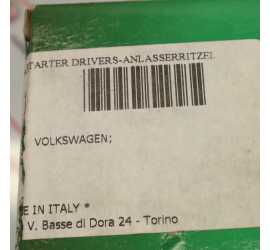 TARTER DRIVERS-ANLASSERRITZEL
VOLKSWAGEN;
E IN ITALY *
V. Basse di Dora 24 - Torino